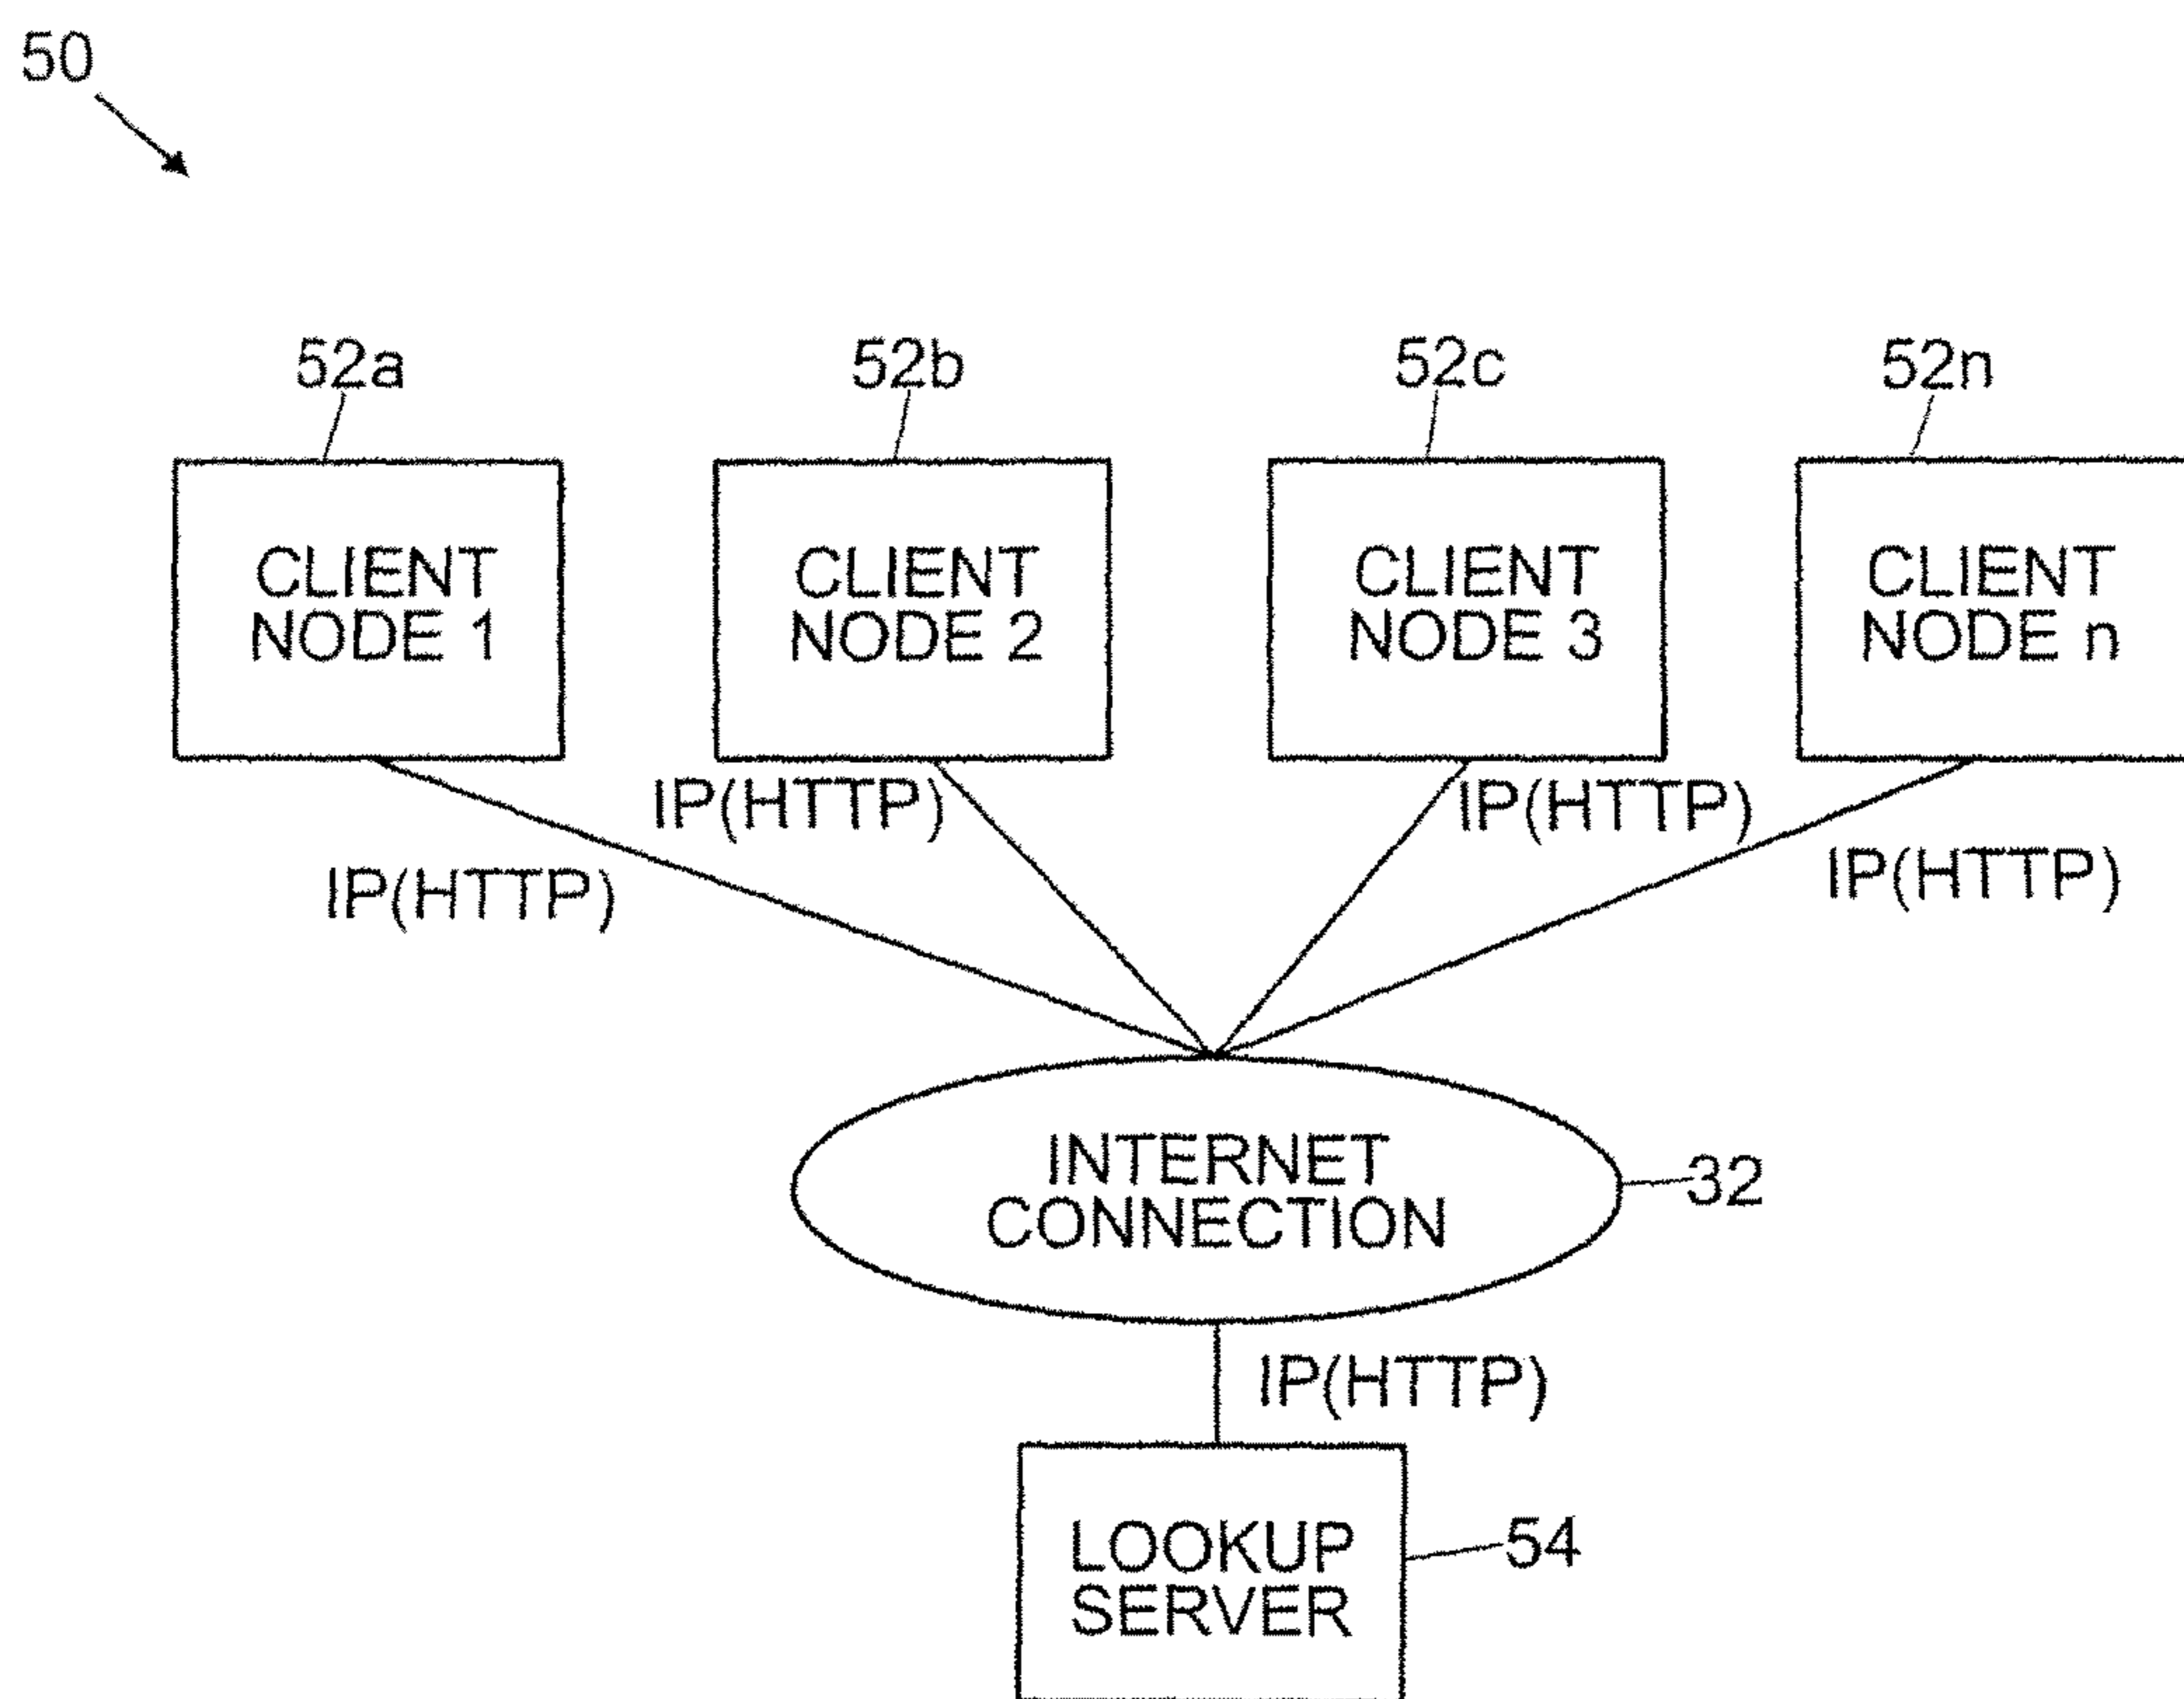 50
52a
52b
52c
52n
CLIENT
NODE 1
CLIENT
NODE 2
CLIENT
NODE 3
CLIENT
NODE n
IP(HTTP)
IP(HTTP)
IP(HTTP)
IP(HTTP)
INTERNET
CONNECTION
32
IP(HTTP)
LOOKUP
SERVER
54